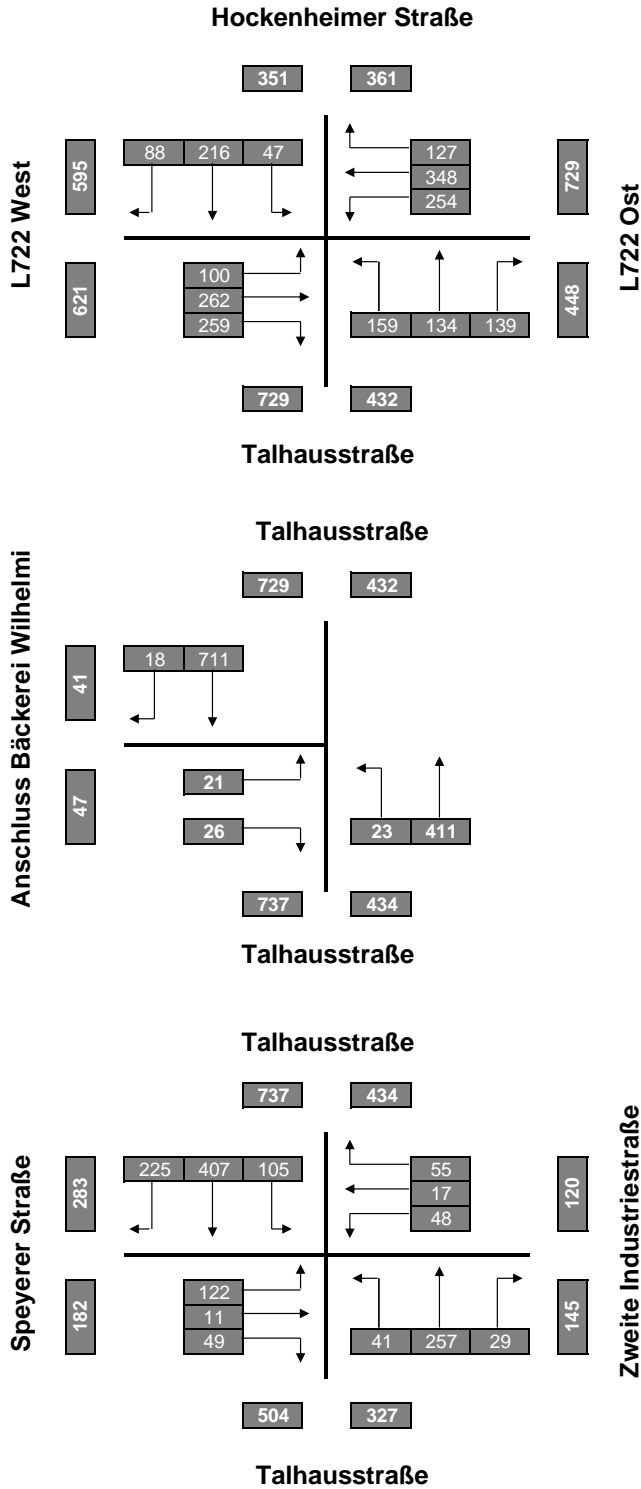 Hockenheimer Straße
351 361
L722 West
595
88 216 47
127
348
254
729
L722 Ost
621
100
262
259
159 134 139
448
729 432
Talhausstraße
Talhausstraße
729 432
Anschluss Bäckerei Wilhelmi
41
18 711
47
21
26
23 411
737 434
Talhausstraße
Talhausstraße
737 434
Speyerer Straße
283
225 407 105
55
17
48
120
Zweite Industriestraße
182
122
11
49
41 257 29
145
504 327
Talhausstraße